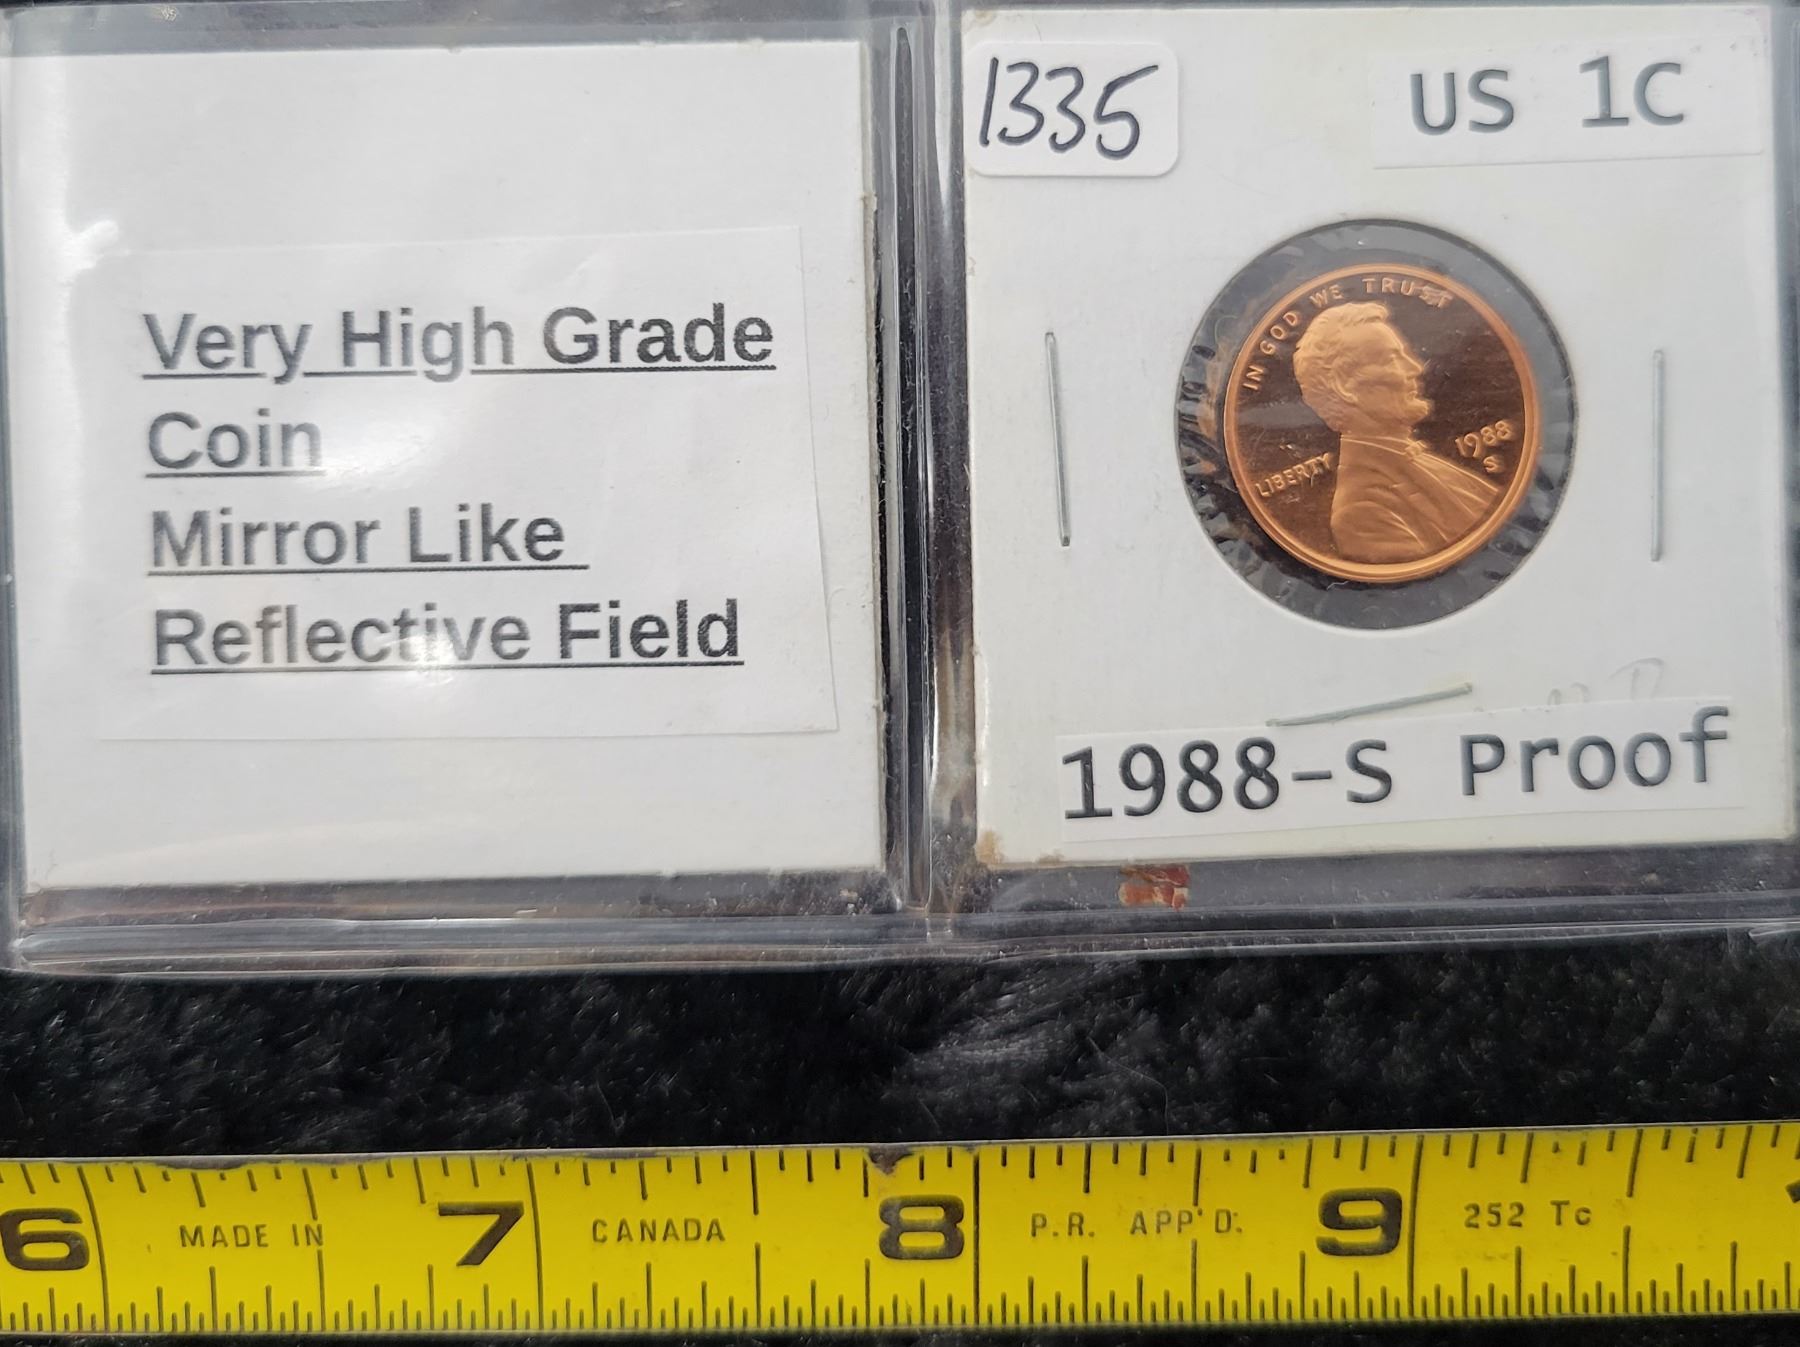 Very High Grade
Coin
Mirror Like
Reflective Field
1335
US 1C
IN GOD WE TRUST
LIBERTY
1988
S
1988-S Proof
6 MADE IN 7 CANADA 8 P.R. APP'D. 9 252 Tc